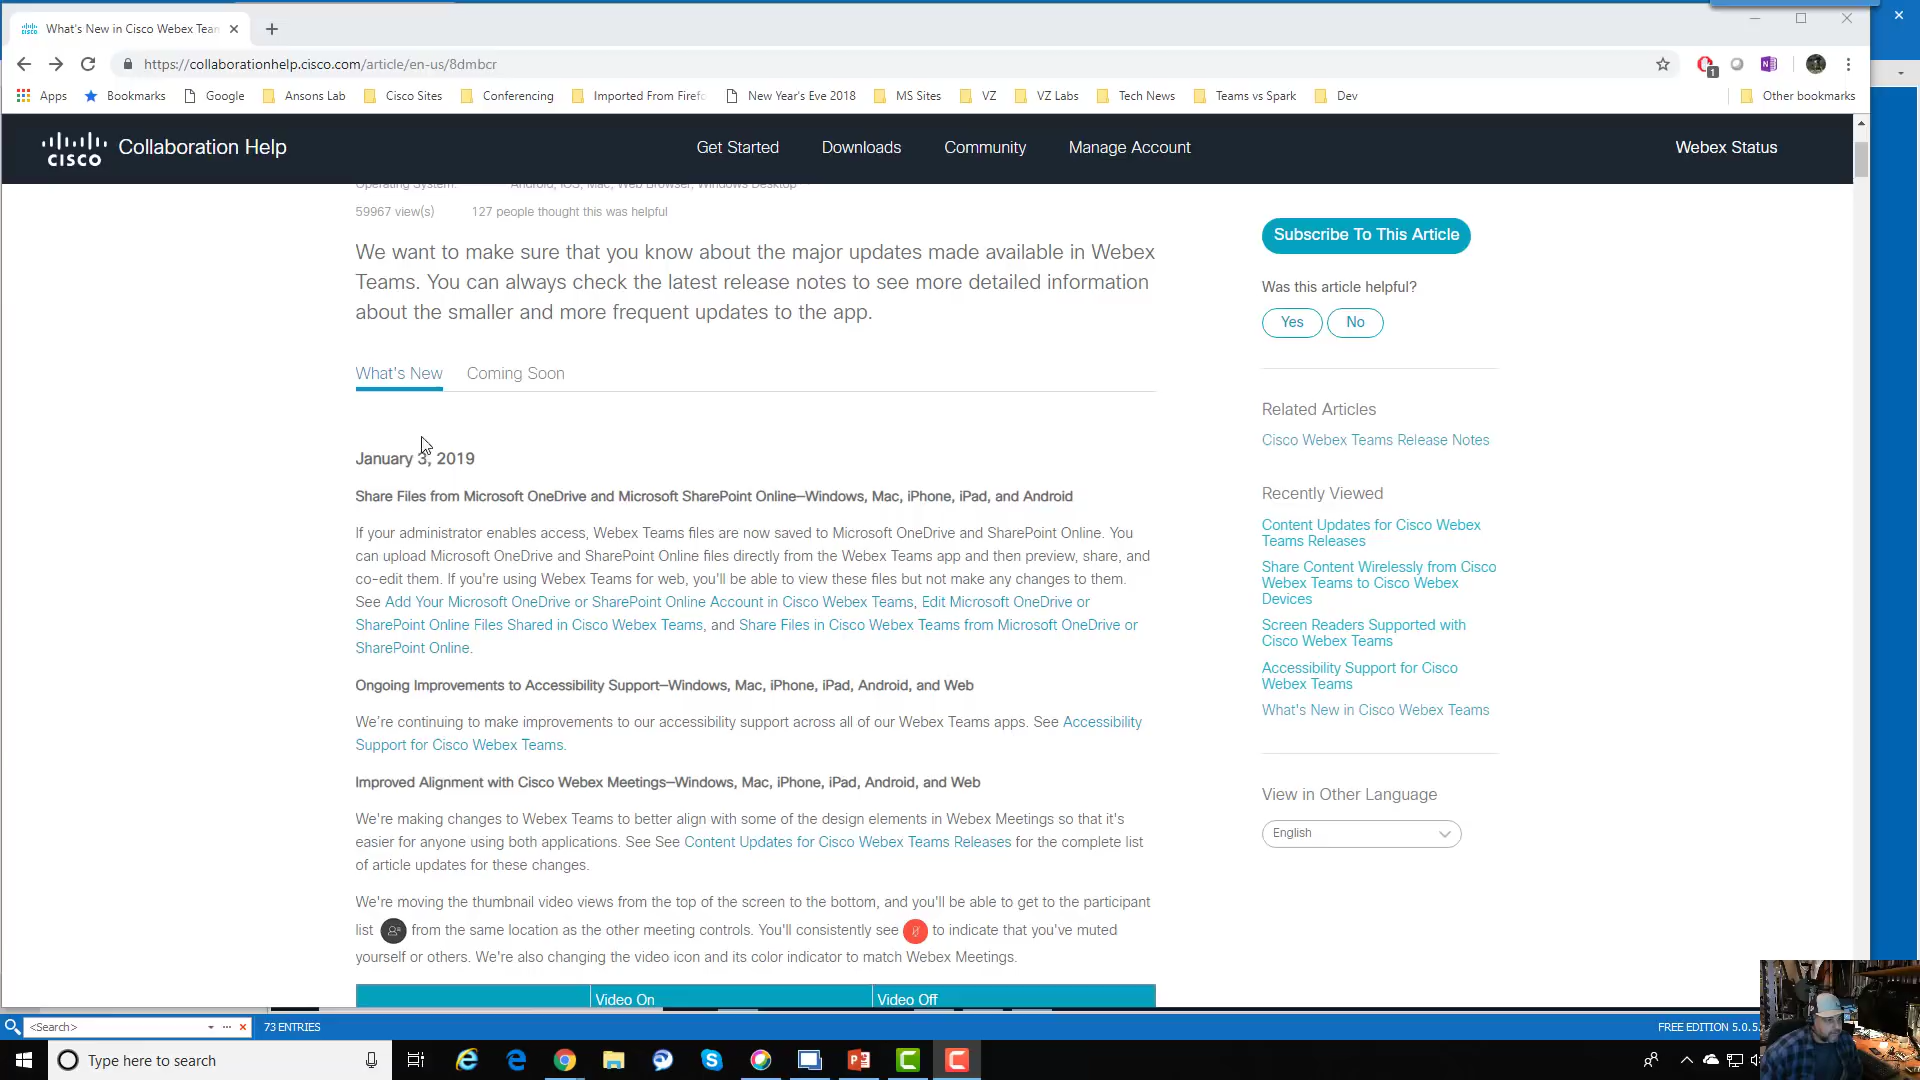 What's New in Cisco Webex Tean
https://collaborationhelp.cisco.com/article/en-us/8dmbcr
Apps Bookmarks Google Ansons Lab Cisco Sites Conferencing Imported From Firefo New Year's Eve 2018 MS Sites VZ VZ Labs Tech News Teams vs Spark Dev Other bookmarks
CISCO Collaboration Help Get Started Downloads Community Manage Account Webex Status
Operating System: Android, iOS, Mac, Web Browser, Windows Desktop
59967 view(s) 127 people thought this was helpful
We want to make sure that you know about the major updates made available in Webex
Teams. You can always check the latest release notes to see more detailed information
about the smaller and more frequent updates to the app.
What's New Coming Soon
January 3, 2019
Share Files from Microsoft OneDrive and Microsoft SharePoint Online—Windows, Mac, iPhone, iPad, and Android
If your administrator enables access, Webex Teams files are now saved to Microsoft OneDrive and SharePoint Online. You
can upload Microsoft OneDrive and SharePoint Online files directly from the Webex Teams app and then preview, share, and
co-edit them. If you're using Webex Teams for web, you'll be able to view these files but not make any changes to them.
See Add Your Microsoft OneDrive or SharePoint Online Account in Cisco Webex Teams, Edit Microsoft OneDrive or
SharePoint Online Files Shared in Cisco Webex Teams, and Share Files in Cisco Webex Teams from Microsoft OneDrive or
SharePoint Online.
Ongoing Improvements to Accessibility Support—Windows, Mac, iPhone, iPad, Android, and Web
We're continuing to make improvements to our accessibility support across all of our Webex Teams apps. See Accessibility
Support for Cisco Webex Teams.
Improved Alignment with Cisco Webex Meetings—Windows, Mac, iPhone, iPad, Android, and Web
We're making changes to Webex Teams to better align with some of the design elements in Webex Meetings so that it's
easier for anyone using both applications. See See Content Updates for Cisco Webex Teams Releases for the complete list
of article updates for these changes.
We're moving the thumbnail video views from the top of the screen to the bottom, and you'll be able to get to the participant
list from the same location as the other meeting controls. You'll consistently see to indicate that you've muted
yourself or others. We're also changing the video icon and its color indicator to match Webex Meetings.
Video On Video Off
Subscribe To This Article
Was this article helpful?
Yes No
Related Articles
Cisco Webex Teams Release Notes
Recently Viewed
Content Updates for Cisco Webex
Teams Releases
Share Content Wirelessly from Cisco
Webex Teams to Cisco Webex
Devices
Screen Readers Supported with
Cisco Webex Teams
Accessibility Support for Cisco
Webex Teams
What's New in Cisco Webex Teams
View in Other Language
English
<Search> 73 ENTRIES FREE EDITION 5.0.5
Type here to search